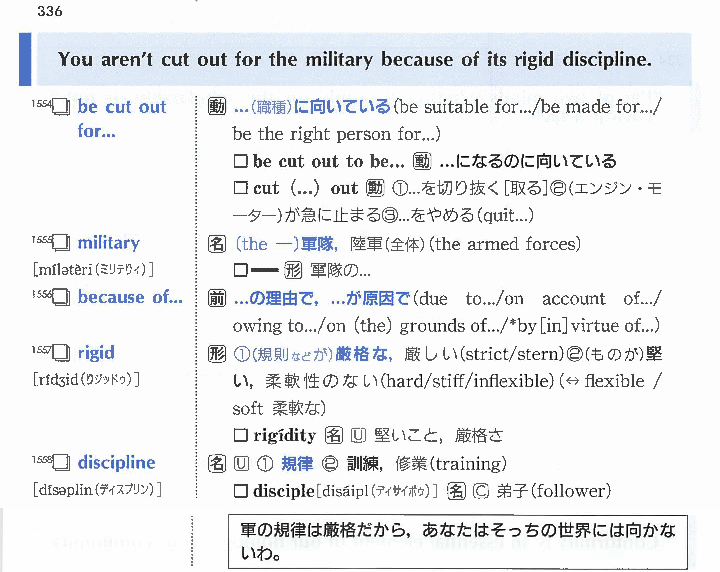 336
You aren't cut out for the military because of its rigid discipline.
1554 be cut out for...
動 …(職種)に向いている(be suitable for.../be made for.../
be the right person for...)
□ be cut out to be... 動 …になるのに向いている
□ cut (...) out 動 ①…を切り抜く[取る]②(エンジン・モ
ーター)が急に止まる③…をやめる(quit...)
1555 military
[mílətèri(ミリテウィ)]
名 (the ―)軍隊, 陸軍(全体)(the armed forces)
□━ 形 軍隊の…
1556 because of...
前 …の理由で, …が原因で(due to.../on account of.../
owing to.../on (the) grounds of.../*by[in]virtue of...)
1557 rigid
[rídʒid(ウリジッドゥ)]
形 ①(規則などが)厳格な, 厳しい(strict/stern)②(ものが)堅
い, 柔軟性のない(hard/stiff/inflexible)(↔ flexible /
soft 柔軟な)
□ rigídity 名 U 堅いこと, 厳格さ
1558 discipline
[dísəplin(ディスプリン)]
名 U ① 規律 ② 訓練, 修業(training)
□ disciple[disáipl(ディサイポゥ)] 名 C 弟子(follower)
軍の規律は厳格だから, あなたはそっちの世界には向かな
いわ。